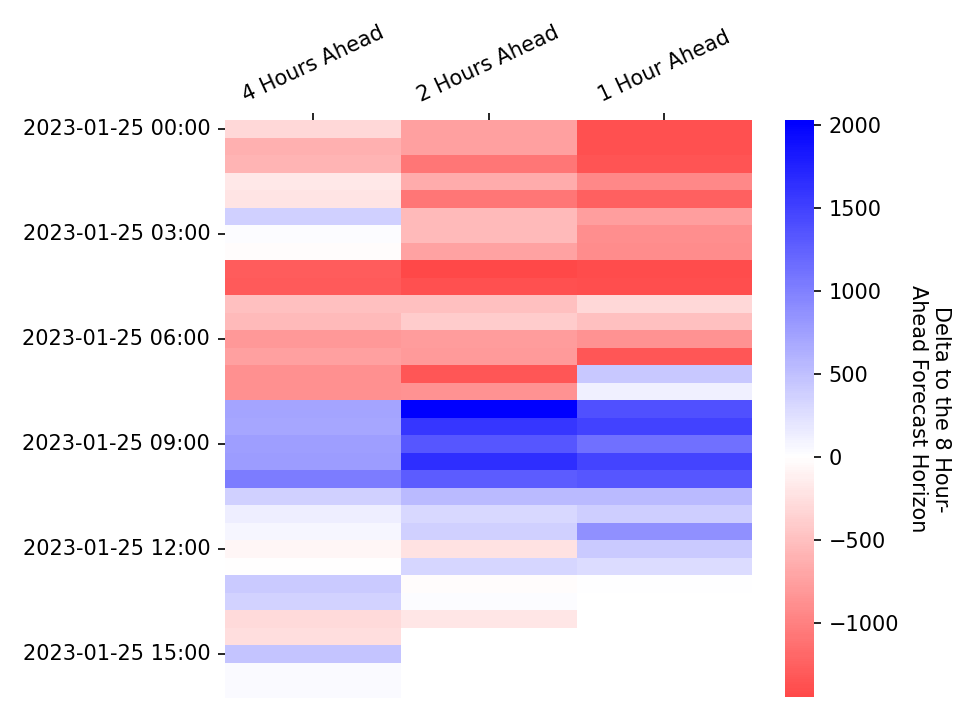 4 Hours Ahead
2 Hours Ahead
1 Hour Ahead
2023-01-25 00:00
2023-01-25 03:00
2023-01-25 06:00
2023-01-25 09:00
2023-01-25 12:00
2023-01-25 15:00
2000
1500
1000
500
0
−500
−1000
Delta to the 8 Hour-
Ahead Forecast Horizon